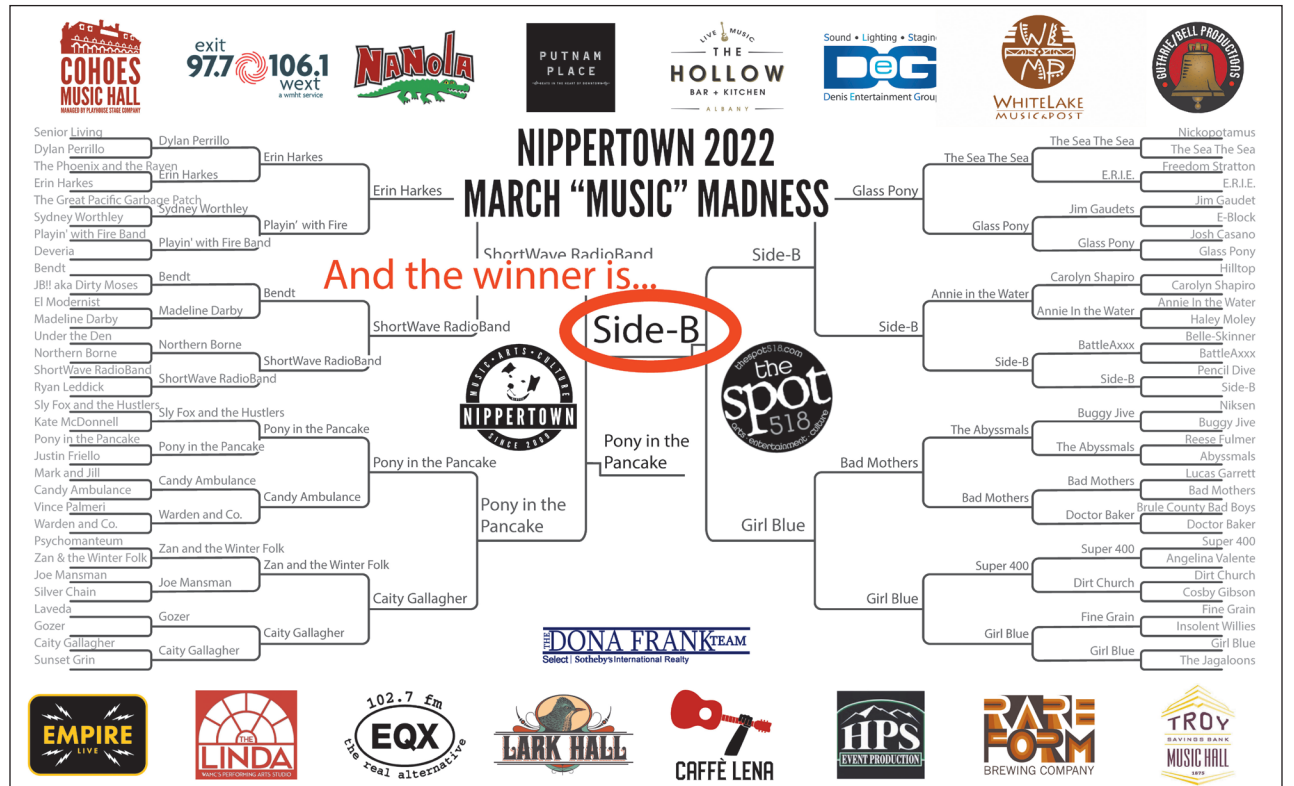 COHOES
MUSIC HALL
MANAGED BY PLAYHOUSE STAGE COMPANY
exit
97.7 106.1
wext
a wmht service
NANOLA
PUTNAM
PLACE
LIVE MUSIC
THE
HOLLOW
BAR + KITCHEN
ALBANY
Sound • Lighting • Stagin
DeG
Denis Entertainment Grou
WL
MP
WHITELAKE
MUSIC&POST
GUTHRIE/BELL PRODUCTIONS
NIPPERTOWN 2022
MARCH “MUSIC” MADNESS
And the winner is...
Side-B
Senior Living
Dylan Perrillo
The Phoenix and the Raven
Erin Harkes
The Great Pacific Garbage Patch
Sydney Worthley
Playin' with Fire Band
Deveria
Bendt
JB!! aka Dirty Moses
El Modernist
Madeline Darby
Under the Den
Northern Borne
ShortWave RadioBand
Ryan Leddick
Sly Fox and the Hustlers
Kate McDonnell
Pony in the Pancake
Justin Friello
Mark and Jill
Candy Ambulance
Vince Palmeri
Warden and Co.
Psychomanteum
Zan & the Winter Folk
Joe Mansman
Silver Chain
Laveda
Gozer
Caity Gallagher
Sunset Grin
Dylan Perrillo
Erin Harkes
Sydney Worthley
Playin' with Fire Band
Bendt
Madeline Darby
Northern Borne
ShortWave RadioBand
Sly Fox and the Hustlers
Pony in the Pancake
Candy Ambulance
Warden and Co.
Zan and the Winter Folk
Joe Mansman
Gozer
Caity Gallagher
Erin Harkes
Playin’ with Fire
Bendt
ShortWave RadioBand
Pony in the Pancake
Candy Ambulance
Zan and the Winter Folk
Caity Gallagher
Erin Harkes
ShortWave RadioBand
Pony in the Pancake
Caity Gallagher
ShortWave RadioBand
Pony in the
Pancake
Pony in the
Pancake
Side-B
Girl Blue
Glass Pony
Side-B
Bad Mothers
Girl Blue
The Sea The Sea
Glass Pony
Annie in the Water
Side-B
The Abyssmals
Bad Mothers
Super 400
Girl Blue
The Sea The Sea
E.R.I.E.
Jim Gaudets
Glass Pony
Carolyn Shapiro
Annie In the Water
BattleAxxx
Side-B
Buggy Jive
The Abyssmals
Bad Mothers
Doctor Baker
Super 400
Dirt Church
Fine Grain
Girl Blue
Nickopotamus
The Sea The Sea
Freedom Stratton
E.R.I.E.
Jim Gaudet
E-Block
Josh Casano
Glass Pony
Hilltop
Carolyn Shapiro
Annie In the Water
Haley Moley
Belle-Skinner
BattleAxxx
Pencil Dive
Side-B
Niksen
Buggy Jive
Reese Fulmer
Abyssmals
Lucas Garrett
Bad Mothers
Brule County Bad Boys
Doctor Baker
Super 400
Angelina Valente
Dirt Church
Cosby Gibson
Fine Grain
Insolent Willies
Girl Blue
The Jagaloons
MUSIC • ARTS • CULTURE
NIPPERTOWN
SINCE 2009
thespot518.com
the
spot
518
arts · entertainment · culture
THE DONA FRANK TEAM
Select | Sotheby's International Realty
EMPIRE
LIVE
THE
LINDA
WAMC'S PERFORMING ARTS STUDIO
102.7 fm
EQX
the real alternative
LARK HALL
CAFFÈ LENA
HPS
EVENT PRODUCTION
RARE
FORM
BREWING COMPANY
TROY
SAVINGS BANK
MUSIC HALL
1875